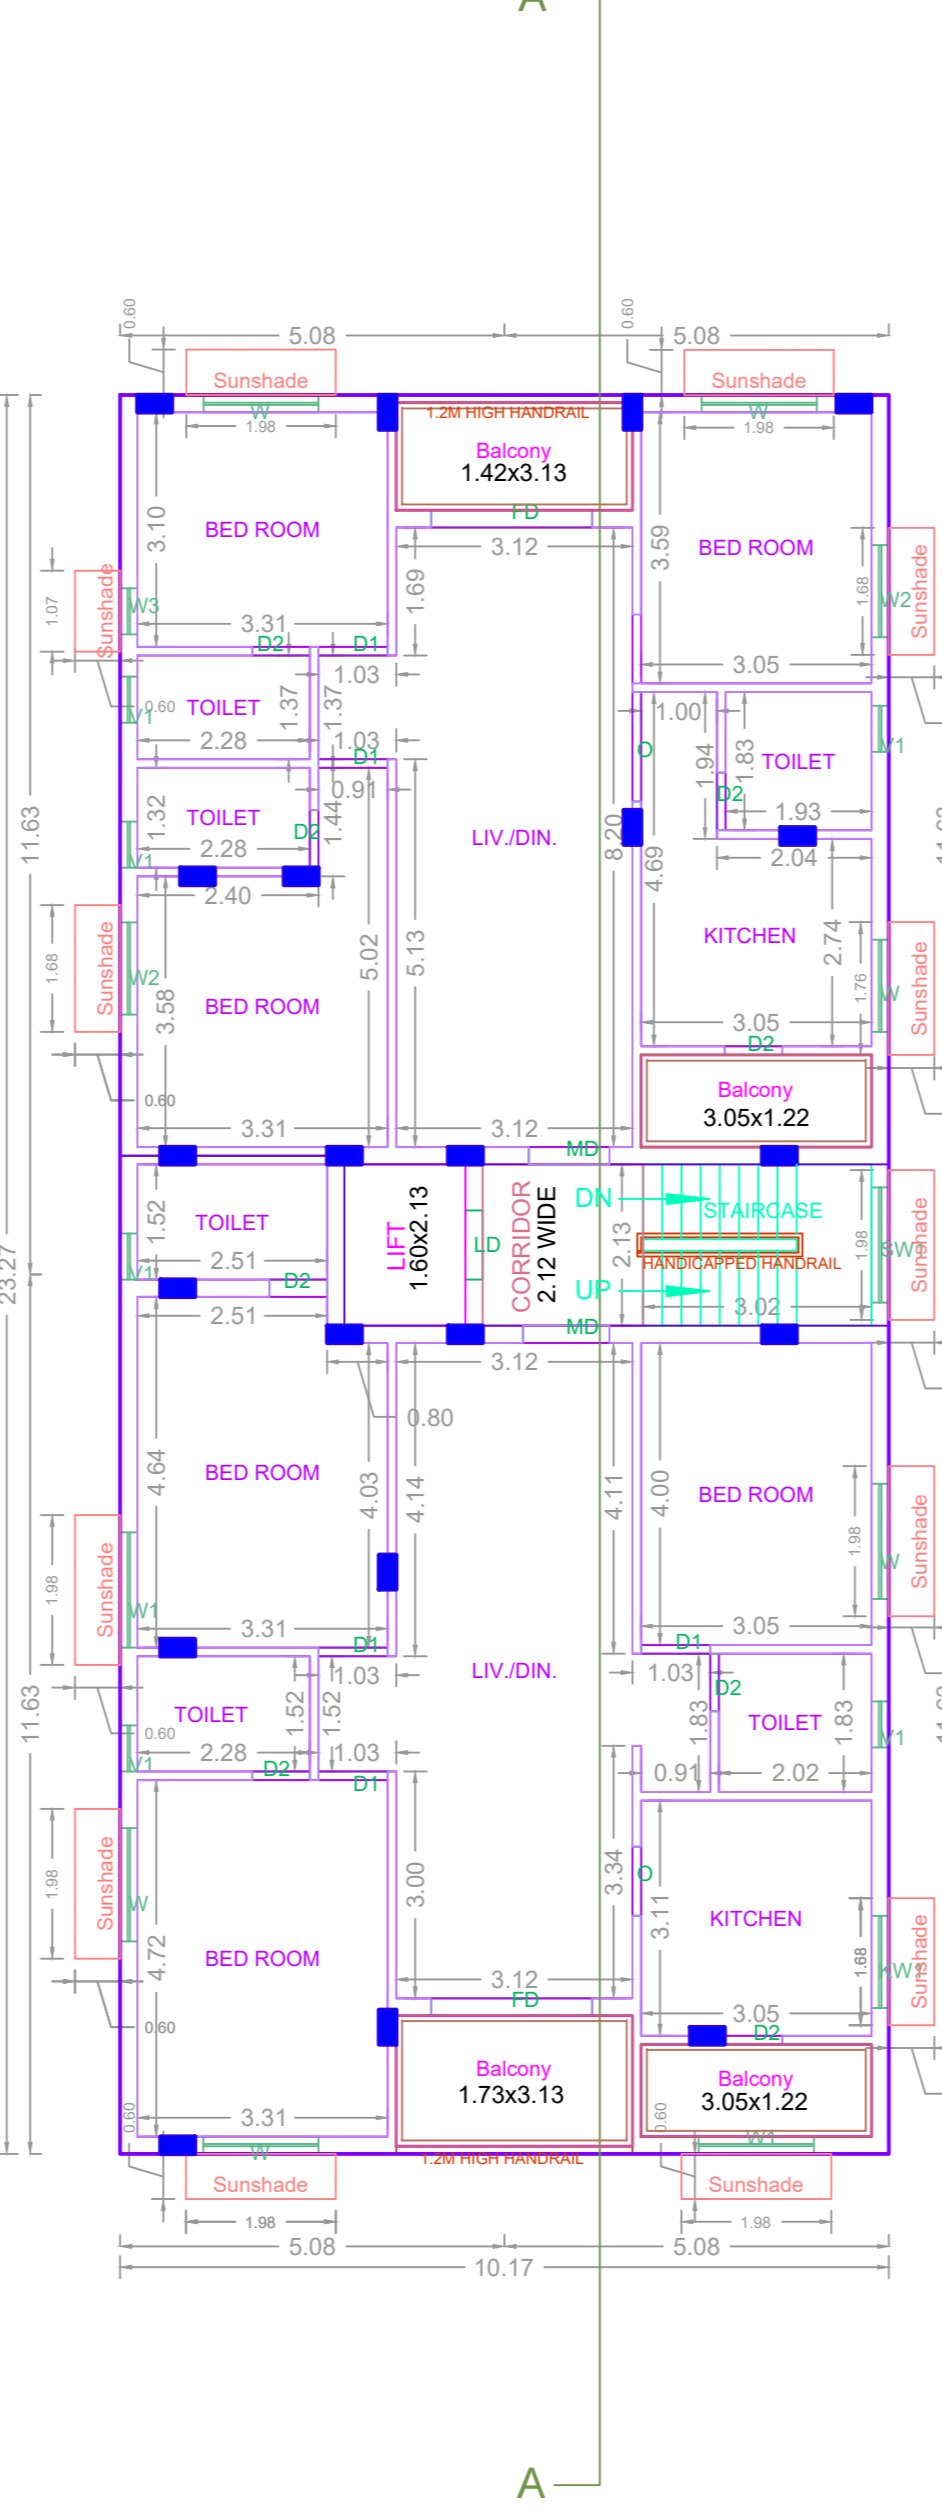 A
0.60
0.60
5.08
5.08
Sunshade
Sunshade
W
1.2M HIGH HANDRAIL
W
1.98
1.98
Balcony
1.42x3.13
FD
3.10
BED ROOM
3.12
3.59
BED ROOM
1.69
1.68
Sunshade
1.07
Sunshade
W3
W2
3.31
D2
D1
1.03
3.05
0.60
V1
TOILET
1.37
1.37
1.00
V1
2.28
1.03
D1
O
1.94
1.83
TOILET
0.91
D2
1.32
TOILET
D2
1.44
1.93
11.63
LIV./DIN.
8.20
11.63
V1
2.28
4.69
2.04
2.40
KITCHEN
2.74
Sunshade
1.68
W2
3.58
5.02
5.13
1.76
W
Sunshade
BED ROOM
3.05
D2
0.60
Balcony
3.05x1.22
3.31
3.12
MD
1.52
TOILET
LIFT
1.60x2.13
LD
CORRIDOR
2.12 WIDE
DN
2.13
STAIRCASE
1.98
SW
Sunshade
23.27
2.51
V1
D2
HANDICAPPED HANDRAIL
UP
3.02
2.51
MD
3.12
0.80
4.64
BED ROOM
4.03
4.14
4.11
4.00
BED ROOM
1.98
W
Sunshade
1.98
Sunshade
W1
3.31
D1
3.05
D1
1.03
LIV./DIN.
1.03
D2
TOILET
1.52
1.52
1.83
TOILET
1.83
V1
11.63
0.60
V1
2.28
D2
1.03
D1
0.91
2.02
1.98
Sunshade
W
3.00
3.34
O
3.11
KITCHEN
1.68
KW1
Sunshade
4.72
BED ROOM
3.12
FD
3.05
D2
0.60
Balcony
1.73x3.13
Balcony
3.05x1.22
0.60
3.31
0.60
W
1.2M HIGH HANDRAIL
W1
Sunshade
Sunshade
1.98
1.98
5.08
5.08
10.17
A